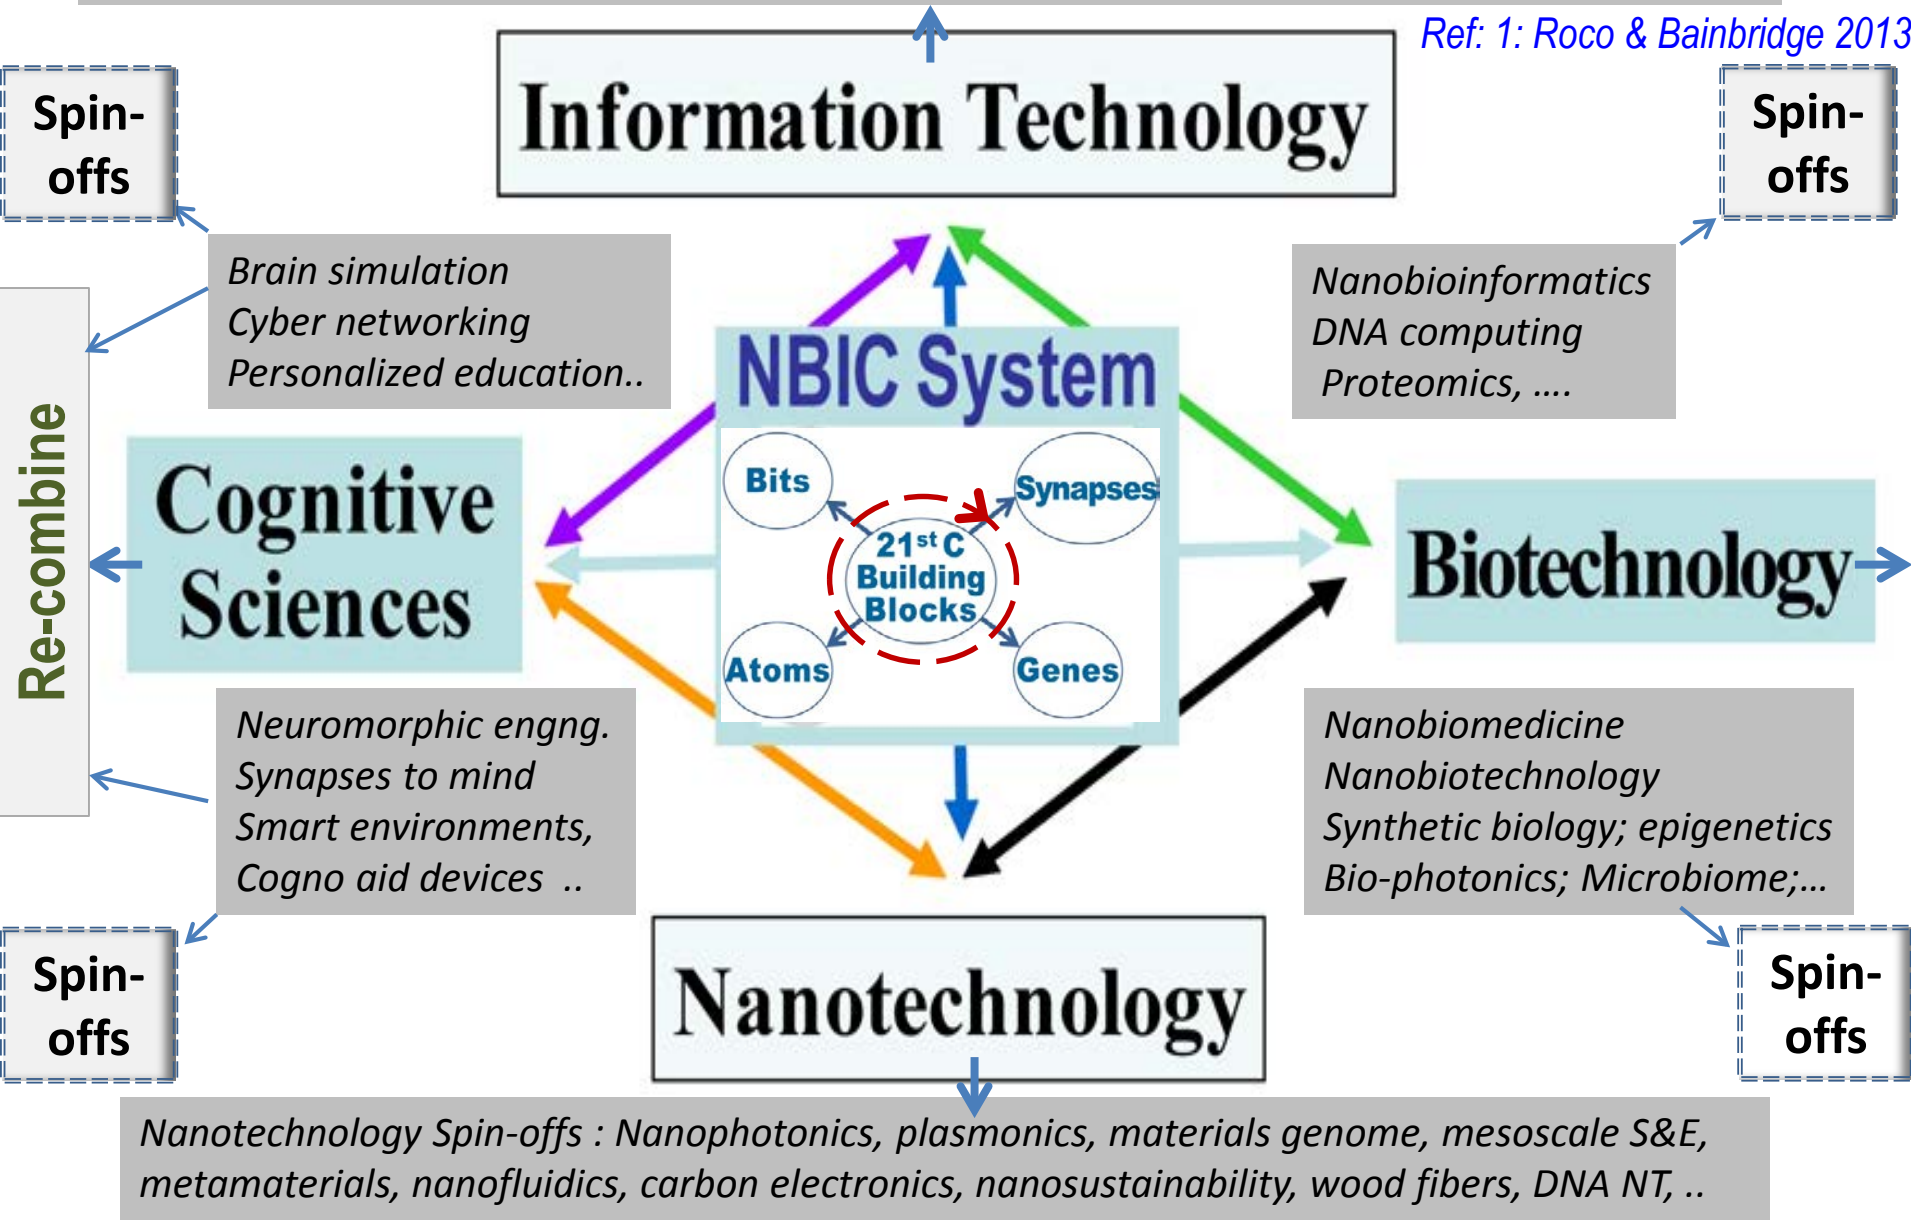 Ref: 1: Roco & Bainbridge 2013
Information Technology
Spin-
offs
Spin-
offs
Brain simulation
Cyber networking
Personalized education..
Nanobioinformatics
DNA computing
Proteomics, ....
NBIC System
Bits
Synapses
21st C
Building
Blocks
Atoms
Genes
Re-combine
Cognitive
Sciences
Biotechnology
Neuromorphic engng.
Synapses to mind
Smart environments,
Cogno aid devices ..
Nanobiomedicine
Nanobiotechnology
Synthetic biology; epigenetics
Bio-photonics; Microbiome;...
Spin-
offs
Nanotechnology
Spin-
offs
Nanotechnology Spin-offs : Nanophotonics, plasmonics, materials genome, mesoscale S&E,
metamaterials, nanofluidics, carbon electronics, nanosustainability, wood fibers, DNA NT, ..